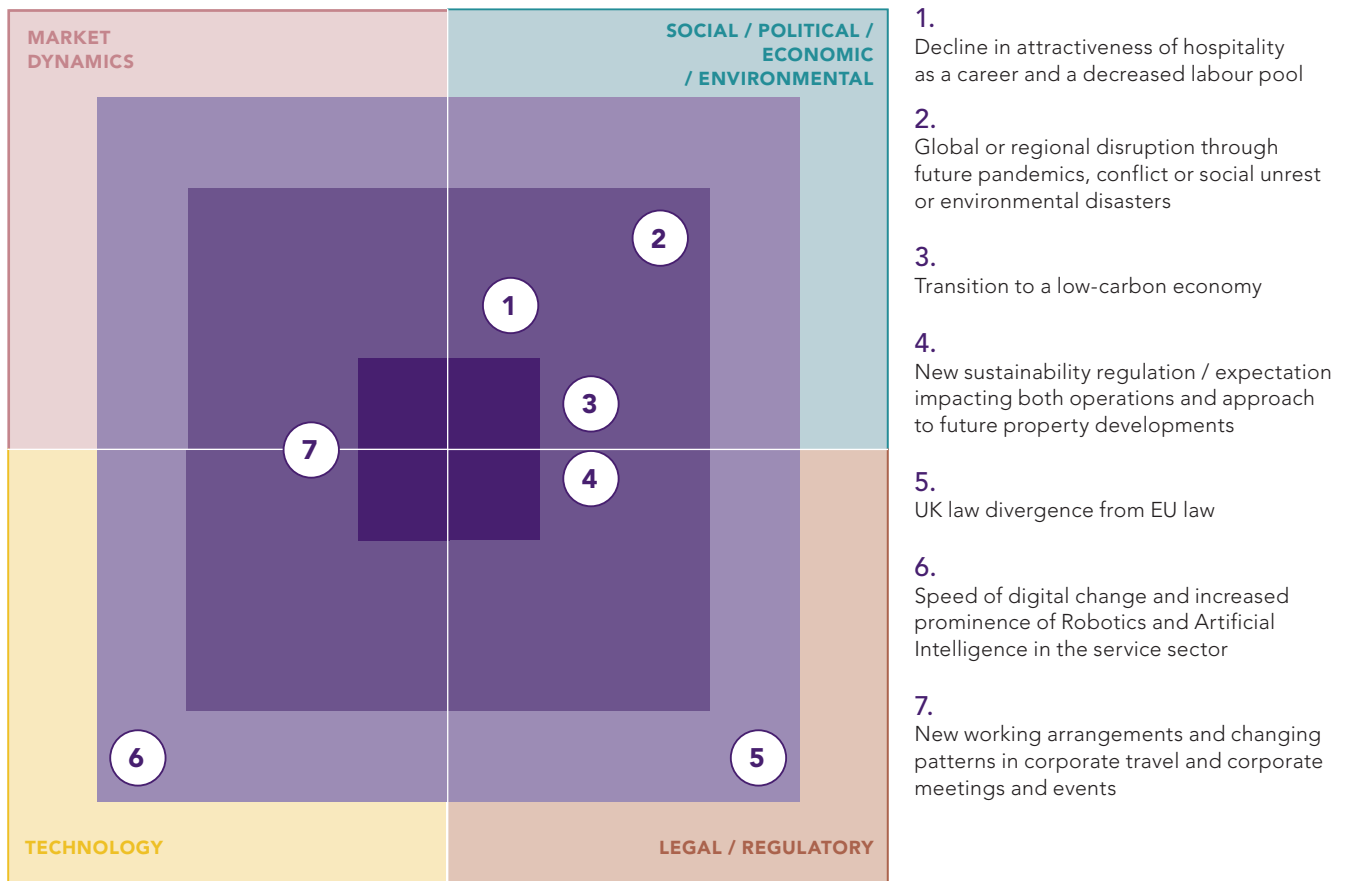 MARKET
DYNAMICS
SOCIAL / POLITICAL /
ECONOMIC
/ ENVIRONMENTAL
2
1
3
7
4
6
5
TECHNOLOGY
LEGAL / REGULATORY
1.
Decline in attractiveness of hospitality
as a career and a decreased labour pool
2.
Global or regional disruption through
future pandemics, conflict or social unrest
or environmental disasters
3.
Transition to a low-carbon economy
4.
New sustainability regulation / expectation
impacting both operations and approach
to future property developments
5.
UK law divergence from EU law
6.
Speed of digital change and increased
prominence of Robotics and Artificial
Intelligence in the service sector
7.
New working arrangements and changing
patterns in corporate travel and corporate
meetings and events